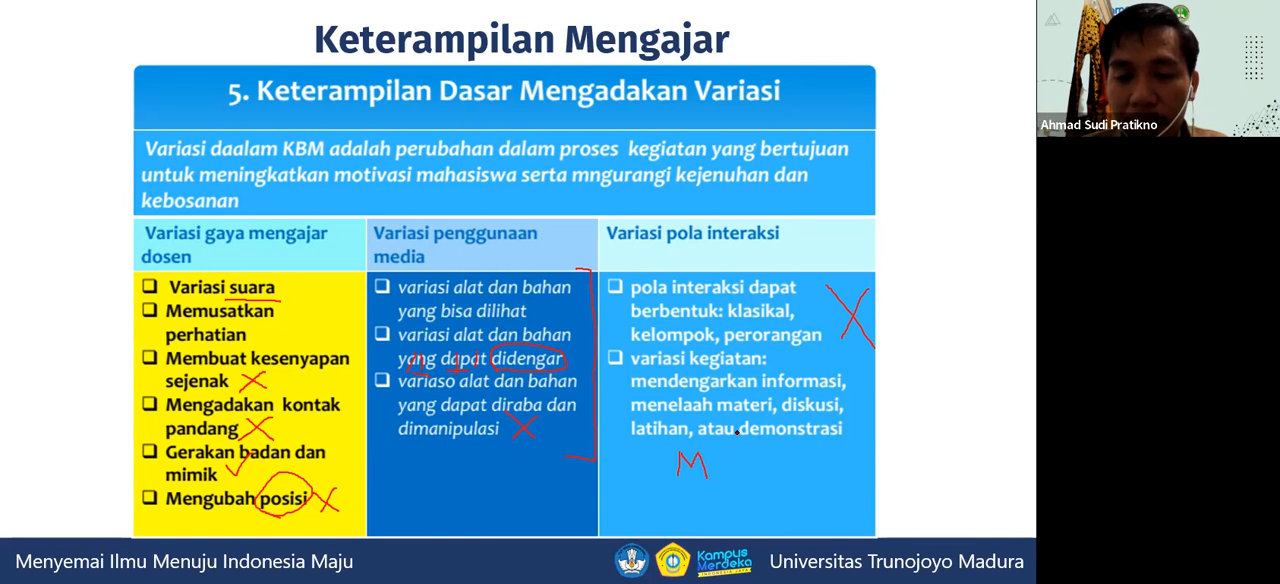 Keterampilan Mengajar
5. Keterampilan Dasar Mengadakan Variasi
Variasi daalam KBM adalah perubahan dalam proses kegiatan yang bertujuan
untuk meningkatkan motivasi mahasiswa serta mngurangi kejenuhan dan
kebosanan
Variasi gaya mengajar
dosen
Variasi suara
Memusatkan
perhatian
Membuat kesenyapan
sejenak
Mengadakan kontak
pandang
Gerakan badan dan
mimik
Mengubah posisi
Variasi penggunaan
media
variasi alat dan bahan
yang bisa dilihat
variasi alat dan bahan
yang dapat didengar
variaso alat dan bahan
yang dapat diraba dan
dimanipulasi
Variasi pola interaksi
pola interaksi dapat
berbentuk: klasikal,
kelompok, perorangan
variasi kegiatan:
mendengarkan informasi,
menelaah materi, diskusi,
latihan, atau demonstrasi
M
Menyemai Ilmu Menuju Indonesia Maju
Kampus
Merdeka
INDONESIA JAYA
Universitas Trunojoyo Madura
Ahmad Sudi Pratikno